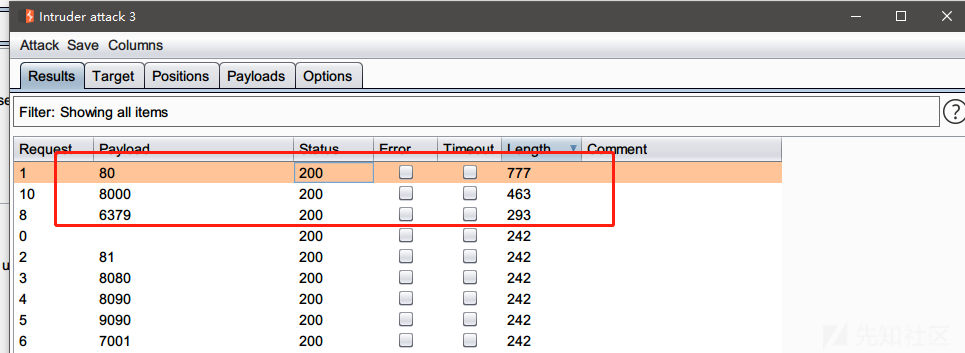 Intruder attack 3
Attack Save Columns
Results Target Positions Payloads Options
Filter: Showing all items
?
Request Payload Status Error Timeout Length Comment
1 80 200 777
10 8000 200 463
8 6379 200 293
0 200 242
2 81 200 242
3 8080 200 242
4 8090 200 242
5 9090 200 242
6 7001 200 242
se
u
先知社区